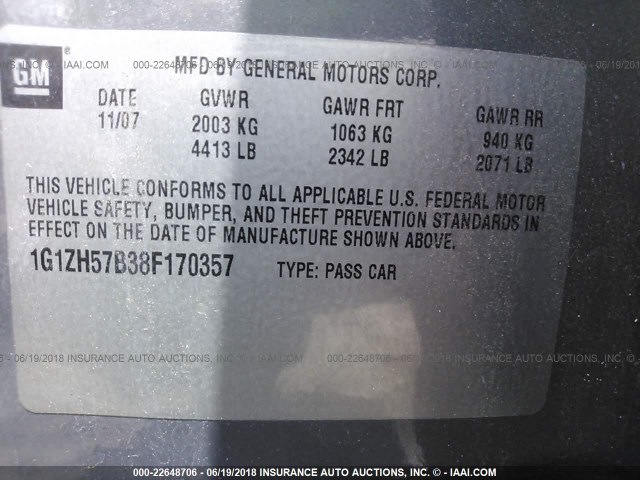 GM
®
MFD BY GENERAL MOTORS CORP.
DATE GVWR GAWR FRT GAWR RR
11/07 2003 KG 1063 KG 940 KG
4413 LB 2342 LB 2071 LB
THIS VEHICLE CONFORMS TO ALL APPLICABLE U.S. FEDERAL MOTOR
VEHICLE SAFETY, BUMPER, AND THEFT PREVENTION STANDARDS IN
EFFECT ON THE DATE OF MANUFACTURE SHOWN ABOVE.
1G1ZH57B38F170357 TYPE: PASS CAR
000-22648706 - 06/19/2018 INSURANCE AUTO AUCTIONS, INC. © - IAAI.COM